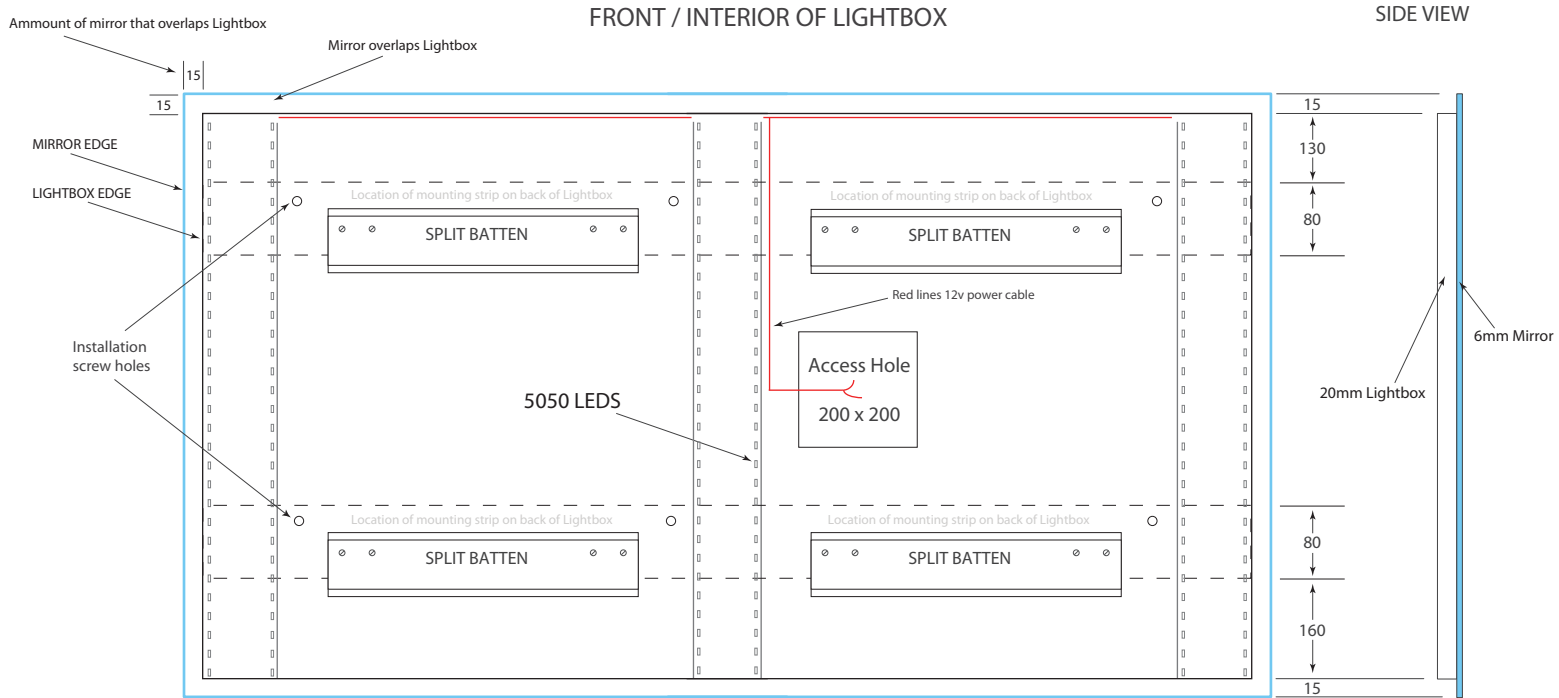 FRONT / INTERIOR OF LIGHTBOX
SIDE VIEW
Ammount of mirror that overlaps Lightbox
Mirror overlaps Lightbox
15
15
15
MIRROR EDGE
130
LIGHTBOX EDGE
Location of mounting strip on back of Lightbox
Location of mounting strip on back of Lightbox
80
SPLIT BATTEN
SPLIT BATTEN
Red lines 12v power cable
6mm Mirror
Installation
screw holes
Access Hole
200 x 200
20mm Lightbox
5050 LEDS
Location of mounting strip on back of Lightbox
Location of mounting strip on back of Lightbox
80
SPLIT BATTEN
SPLIT BATTEN
160
15